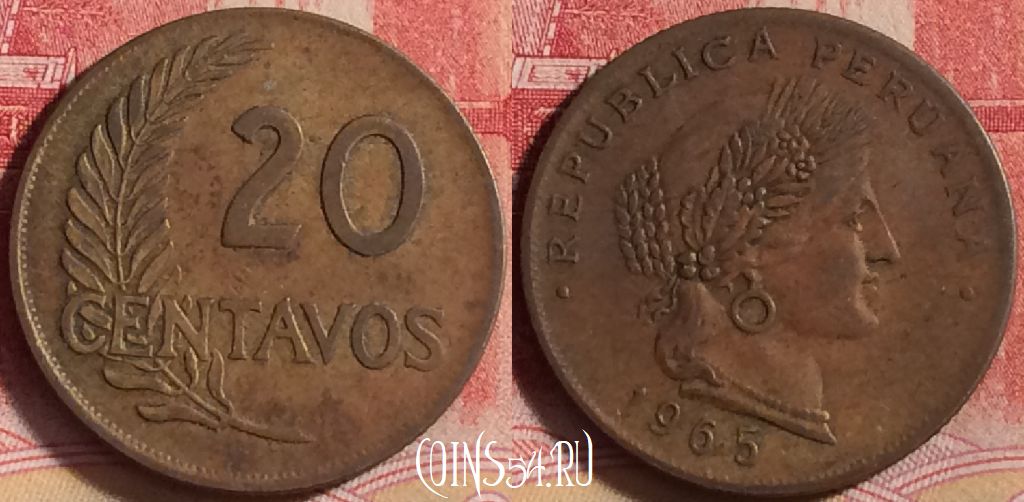 20
CENTAVOS
· REPUBLICA PERUANA ·
1965
COINS54.RU